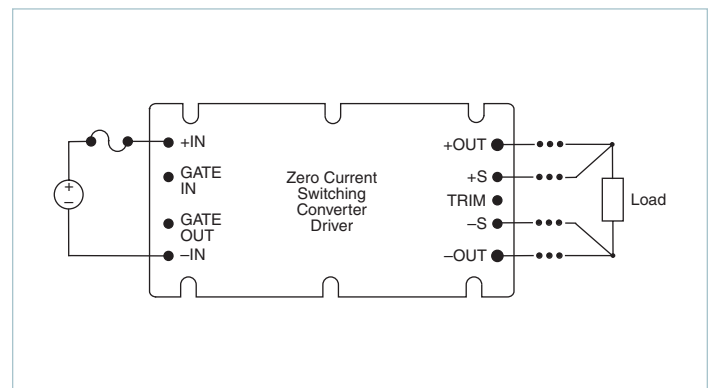 +IN
GATE
IN
GATE
OUT
–IN
Zero Current
Switching
Converter
Driver
+OUT
+S
TRIM
–S
–OUT
Load
+
–